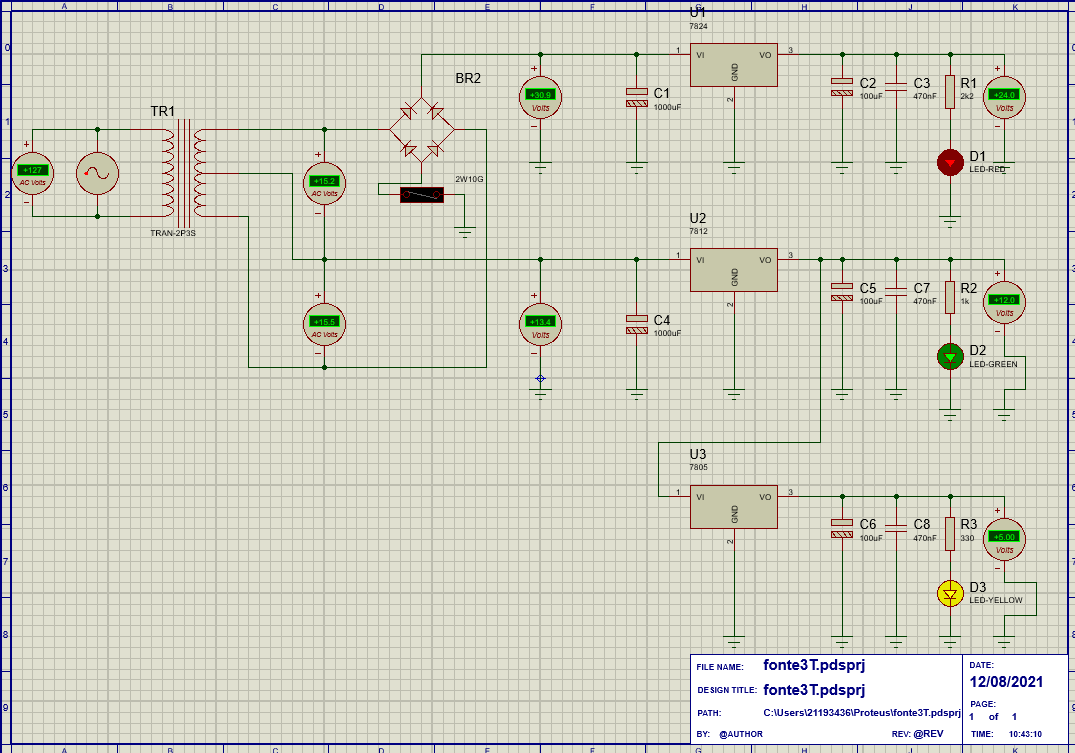 A B C D E F G H J K
0 0
U1
7824
1 VI VO 3
GND
2
BR2
+30.9
Volts
C1
1000uF
C2
100uF
C3
470nF
R1
2k2
+24.0
Volts
1
TR1
+127
AC Volts
+15.2
AC Volts
2W10G
D1
LED-RED
2
TRAN-2P3S
U2
7812
3
1 VI VO 3
GND
2
+15.5
AC Volts
+13.4
Volts
C4
1000uF
C5
100uF
C7
470nF
R2
1k
+12.0
Volts
4
D2
LED-GREEN
5
U3
7805
6
1 VI VO 3
GND
2
C6
100uF
C8
470nF
R3
330
+5.00
Volts
7
D3
LED-YELLOW
8
FILE NAME: fonte3T.pdsprj
DESIGN TITLE: fonte3T.pdsprj
PATH: C:\Users\21193436\Proteus\fonte3T.pdsprj
BY: @AUTHOR REV: @REV
DATE:
12/08/2021
PAGE:
1 of 1
TIME: 10:43:10
9
A B C D E F G H J K